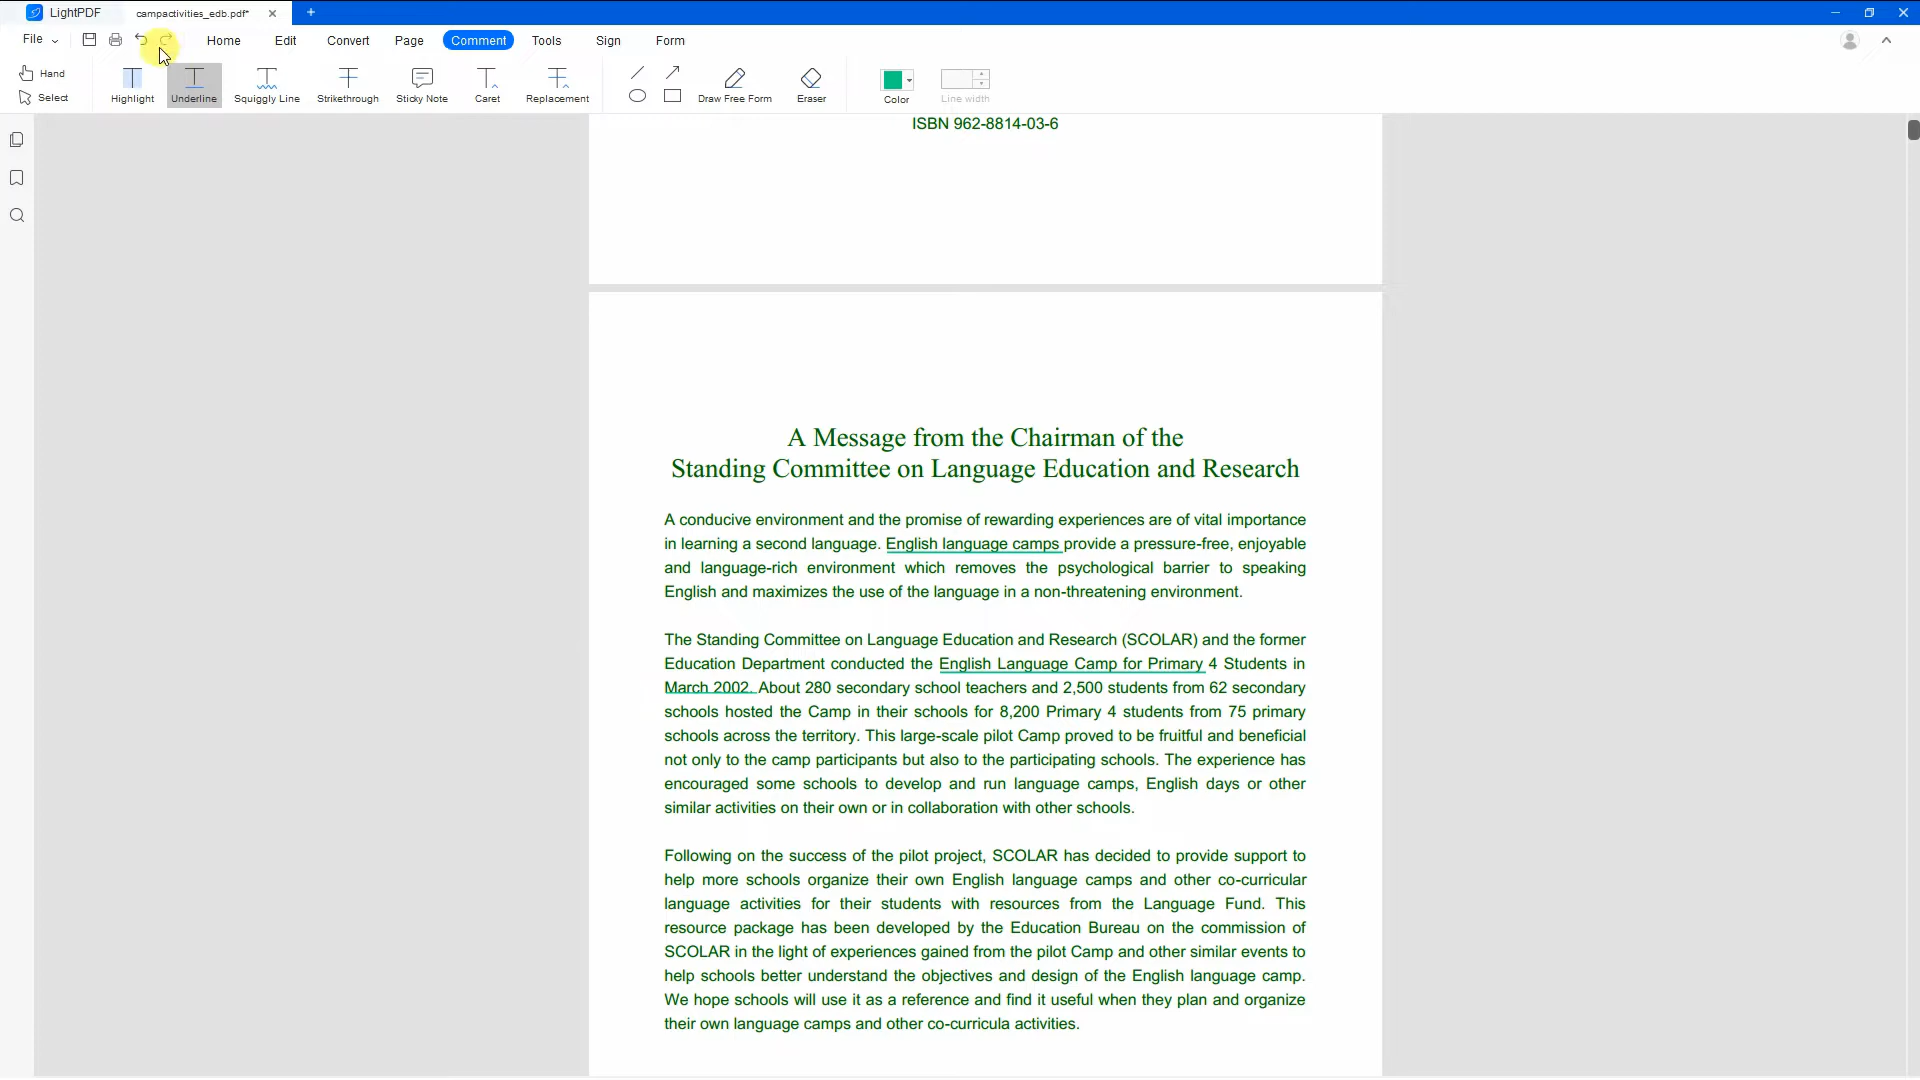 LightPDF
campactivities_edb.pdf*
File
Home
Edit
Convert
Page
Comment
Tools
Sign
Form
Hand
Select
Highlight
Underline
Squiggly Line
Strikethrough
Sticky Note
Caret
Replacement
Draw Free Form
Eraser
Color
Line width
ISBN 962-8814-03-6
A Message from the Chairman of the
Standing Committee on Language Education and Research
A conducive environment and the promise of rewarding experiences are of vital importance
in learning a second language. English language camps provide a pressure-free, enjoyable
and language-rich environment which removes the psychological barrier to speaking
English and maximizes the use of the language in a non-threatening environment.
The Standing Committee on Language Education and Research (SCOLAR) and the former
Education Department conducted the English Language Camp for Primary 4 Students in
March 2002. About 280 secondary school teachers and 2,500 students from 62 secondary
schools hosted the Camp in their schools for 8,200 Primary 4 students from 75 primary
schools across the territory. This large-scale pilot Camp proved to be fruitful and beneficial
not only to the camp participants but also to the participating schools. The experience has
encouraged some schools to develop and run language camps, English days or other
similar activities on their own or in collaboration with other schools.
Following on the success of the pilot project, SCOLAR has decided to provide support to
help more schools organize their own English language camps and other co-curricular
language activities for their students with resources from the Language Fund. This
resource package has been developed by the Education Bureau on the commission of
SCOLAR in the light of experiences gained from the pilot Camp and other similar events to
help schools better understand the objectives and design of the English language camp.
We hope schools will use it as a reference and find it useful when they plan and organize
their own language camps and other co-curricula activities.